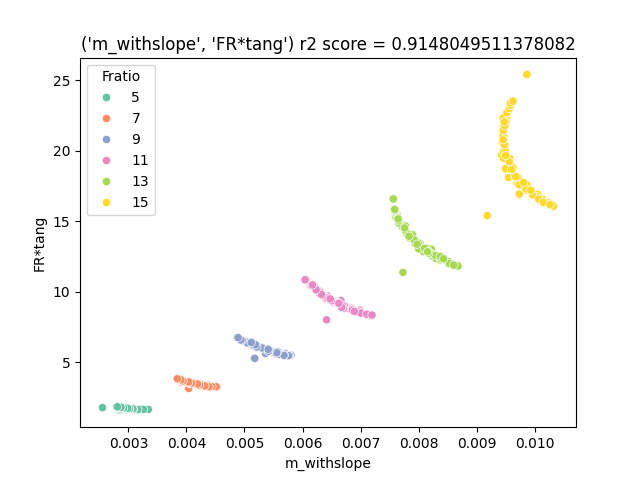 ('m_withslope', 'FR*tang') r2 score = 0.9148049511378082
Fratio
5
7
9
11
13
15
25
20
15
10
5
FR*tang
0.003 0.004 0.005 0.006 0.007 0.008 0.009 0.010
m_withslope